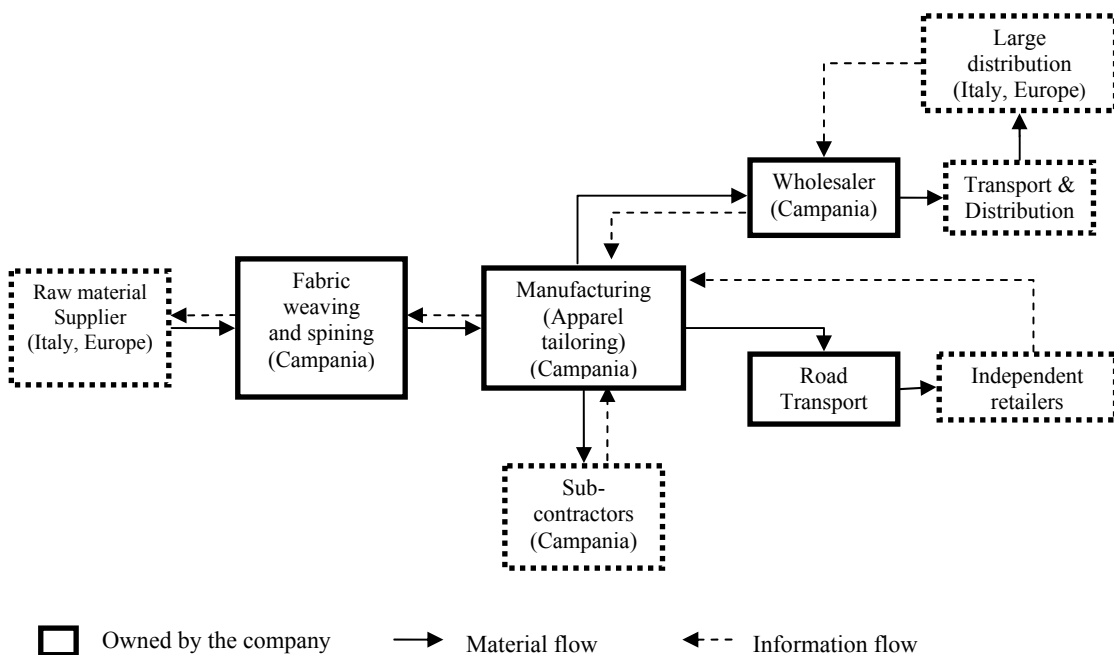 Large
distribution
(Italy, Europe)
Wholesaler
(Campania)
Transport &
Distribution
Raw material
Supplier
(Italy, Europe)
Fabric
weaving
and spining
(Campania)
Manufacturing
(Apparel
tailoring)
(Campania)
Road
Transport
Independent
retailers
Sub-
contractors
(Campania)
Owned by the company
Material flow
Information flow